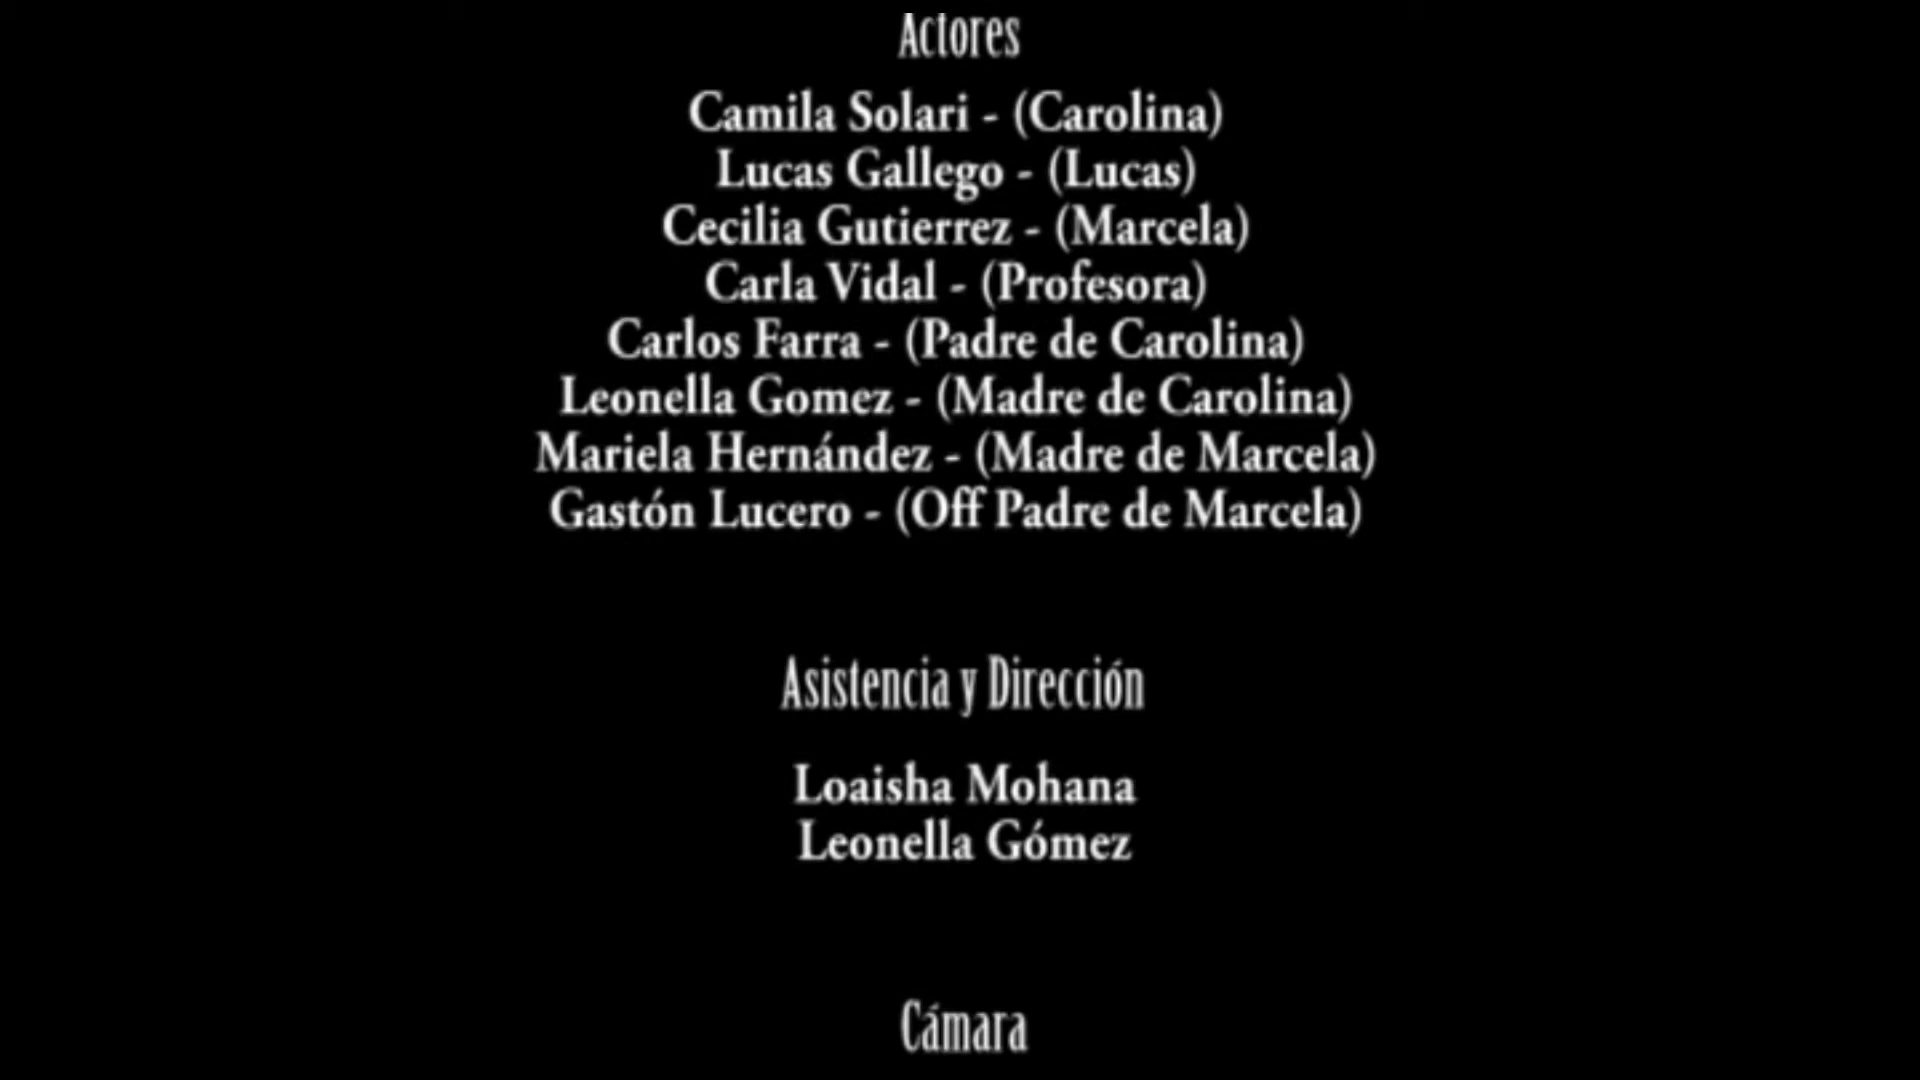 Actores
Camila Solari - (Carolina)
Lucas Gallego - (Lucas)
Cecilia Gutierrez - (Marcela)
Carla Vidal - (Profesora)
Carlos Farra - (Padre de Carolina)
Leonella Gomez - (Madre de Carolina)
Mariela Hernández - (Madre de Marcela)
Gastón Lucero - (Off Padre de Marcela)
Asistencia y Dirección
Loaisha Mohana
Leonella Gómez
Cámara